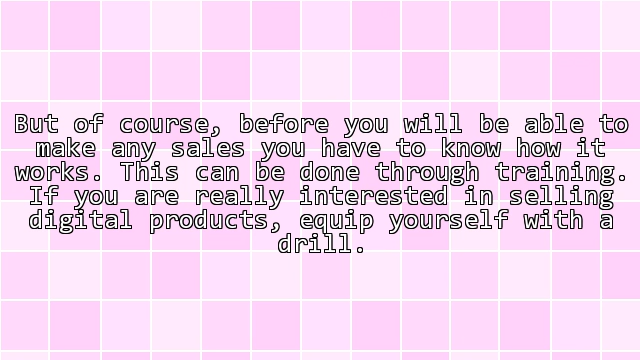 But of course, before you will be able to
make any sales you have to know how it
works. This can be done through training.
If you are really interested in selling
digital products, equip yourself with a
drill.